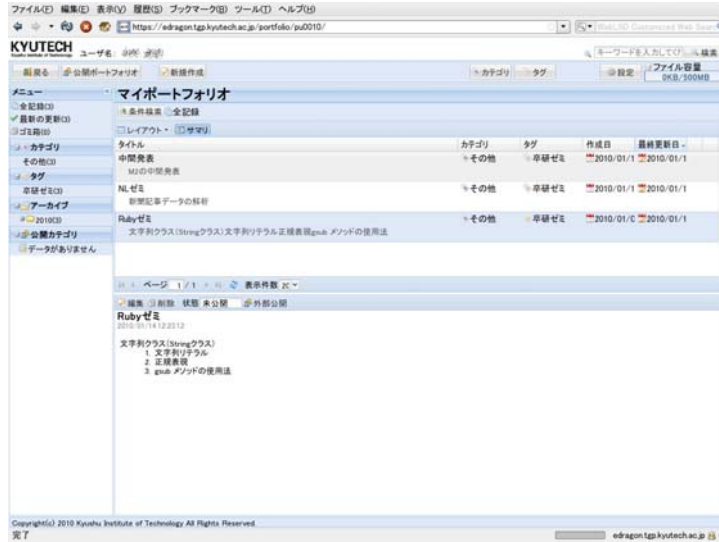 ファイル(F) 編集(E) 表示(V) 履歴(S) ブックマーク(B) ツール(T) ヘルプ(H)
https://edragon.tgp.kyutech.ac.jp/portfolio/pu0010/
KYUTECH ユーザ名
キーワードを入力してくだ 検索
戻る 公開ポートフォリオ 新規作成 カテゴリ タグ 設定 ファイル容量
0KB/500MB
メニュー
全記録(3)
最新の更新(3)
ゴミ箱(0)
カテゴリ
その他(3)
タグ
卒研ゼミ(3)
アーカイブ
2010(3)
公開カテゴリ
データがありません
マイポートフォリオ
条件検索 全記録
レイアウト サマリ
タイトル カテゴリ タグ 作成日 最終更新日
中間発表 その他 卒研ゼミ 2010/01/1 2010/01/1
M2の中間発表
NLゼミ その他 卒研ゼミ 2010/01/1 2010/01/1
新聞記事データの解析
Rubyゼミ その他 卒研ゼミ 2010/01/0 2010/01/1
文字列クラス(Stringクラス)文字列リテラル正規表現gsub メソッドの使用法
ページ 1 / 1 表示件数 20
編集 削除 状態 未公開 外部公開
Rubyゼミ
2010/01/14 12:23:12
文字列クラス(Stringクラス)
1. 文字列リテラル
2. 正規表現
3. gsub メソッドの使用法
Copyright(c) 2010 Kyushu Institute of Technology All Rights Reserved.
完了 edragon.tgp.kyutech.ac.jp